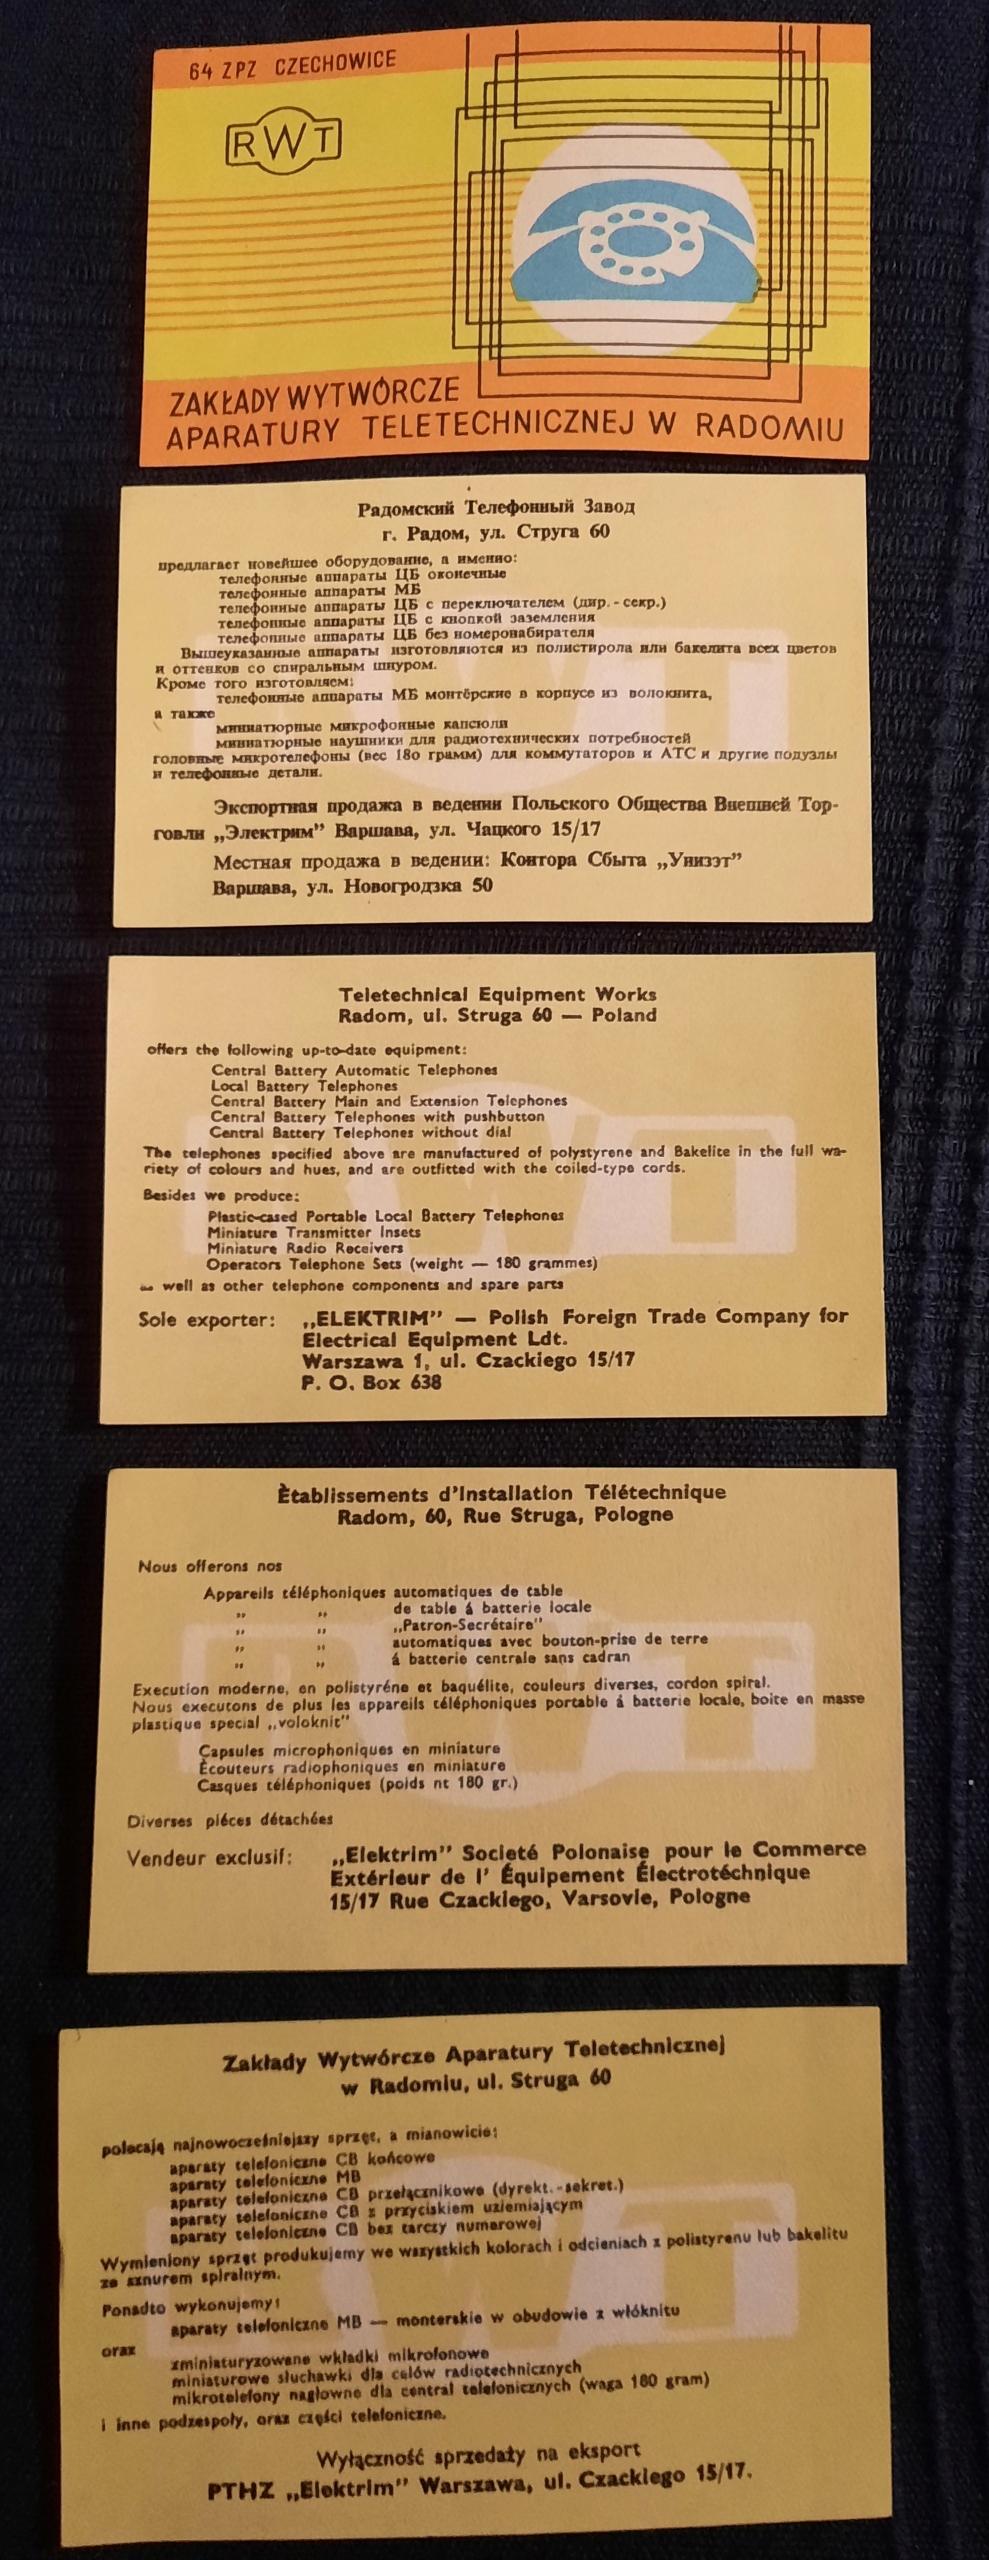 64 ZPZ CZECHOWICE
RWT
ZAKŁADY WYTWÓRCZE
APARATURY TELETECHNICZNEJ W RADOMIU
Радомский Телефонный Завод
г. Радом, ул. Струга 60
предлагает новейшее оборудование, а именно:
телефонные аппараты ЦБ оконечные
телефонные аппараты МБ
телефонные аппараты ЦБ с переключателем (дир. - секр.)
телефонные аппараты ЦБ с кнопкой заземления
телефонные аппараты ЦБ без номеронабирателя
Вышеуказанные аппараты изготовляются из полистирола или бакелита всех цветов
и оттенков со спиральным шнуром.
Кроме того изготовляем:
телефонные аппараты МБ монтёрские в корпусе из волокнита,
а также
миниатюрные микрофонные капсюли
миниатюрные наушники для радиотехнических потребностей
головные микротелефоны (вес 180 грамм) для коммутаторов и АТС и другие подузлы
и телефонные детали.
Экспортная продажа в ведении Польского Общества Внешней Тор-
говли „Электрим” Варшава, ул. Чацкого 15/17
Местная продажа в ведении: Контора Сбыта „Унизэт”
Варшава, ул. Новогродзка 50
RWT
Teletechnical Equipment Works
Radom, ul. Struga 60 — Poland
offers the following up-to-date equipment:
Central Battery Automatic Telephones
Local Battery Telephones
Central Battery Main and Extension Telephones
Central Battery Telephones with pushbutton
Central Battery Telephones without dial
The telephones specified above are manufactured of polystyrene and Bakelite in the full wa-
riety of colours and hues, and are outfitted with the coiled-type cords.
Besides we produce:
Plastic-cased Portable Local Battery Telephones
Miniature Transmitter Insets
Miniature Radio Receivers
Operators Telephone Sets (weight — 180 grammes)
as well as other telephone components and spare parts
Sole exporter: „ELEKTRIM” — Polish Foreign Trade Company for
Electrical Equipment Ldt.
Warszawa 1, ul. Czackiego 15/17
P. O. Box 638
RWT
Ètablissements d'Installation Télétechnique
Radom, 60, Rue Struga, Pologne
Nous offerons nos
Appareils téléphoniques automatiques de table
„ „ de table á batterie locale
„ „ „Patron-Secrétaire”
„ „ automatiques avec bouton-prise de terre
„ „ á batterie centrale sans cadran
Execution moderne, en polistyréne et baquélite, couleurs diverses, cordon spiral.
Nous executons de plus les appareils téléphoniques portable á batterie locale, boite en masse
plastique special „voloknit”
Capsules microphoniques en miniature
Ècouteurs radiophoniques en miniature
Casques téléphoniques (poids nt 180 gr.)
Diverses piéces détachées
Vendeur exclusif: „Elektrim” Societé Polonaise pour le Commerce
Extérieur de l' Équipement Électrotéchnique
15/17 Rue Czackiego, Varsovie, Pologne
RWT
Zakłady Wytwórcze Aparatury Teletechnicznej
w Radomiu, ul. Struga 60
polecają najnowocześniejszy sprzęt, a mianowicie:
aparaty telefoniczne CB końcowe
aparaty telefoniczne MB
aparaty telefoniczne CB przełącznikowe (dyrekt.-sekret.)
aparaty telefoniczne CB z przyciskiem uziemiającym
aparaty telefoniczne CB bez tarczy numerowej
Wymieniony sprzęt produkujemy we wszystkich kolorach i odcieniach z polistyrenu lub bakelitu
ze sznurem spiralnym.
Ponadto wykonujemy:
aparaty telefoniczne MB — monterskie w obudowie z włóknitu
oraz
zminiaturyzowane wkładki mikrofonowe
miniaturowe słuchawki dla celów radiotechnicznych
mikrotelefony nagłowne dla central telefonicznych (waga 180 gram)
i inne podzespoły, oraz części telefoniczne.
Wyłączność sprzedaży na eksport
PTHZ „Elektrim” Warszawa, ul. Czackiego 15/17.
RWT